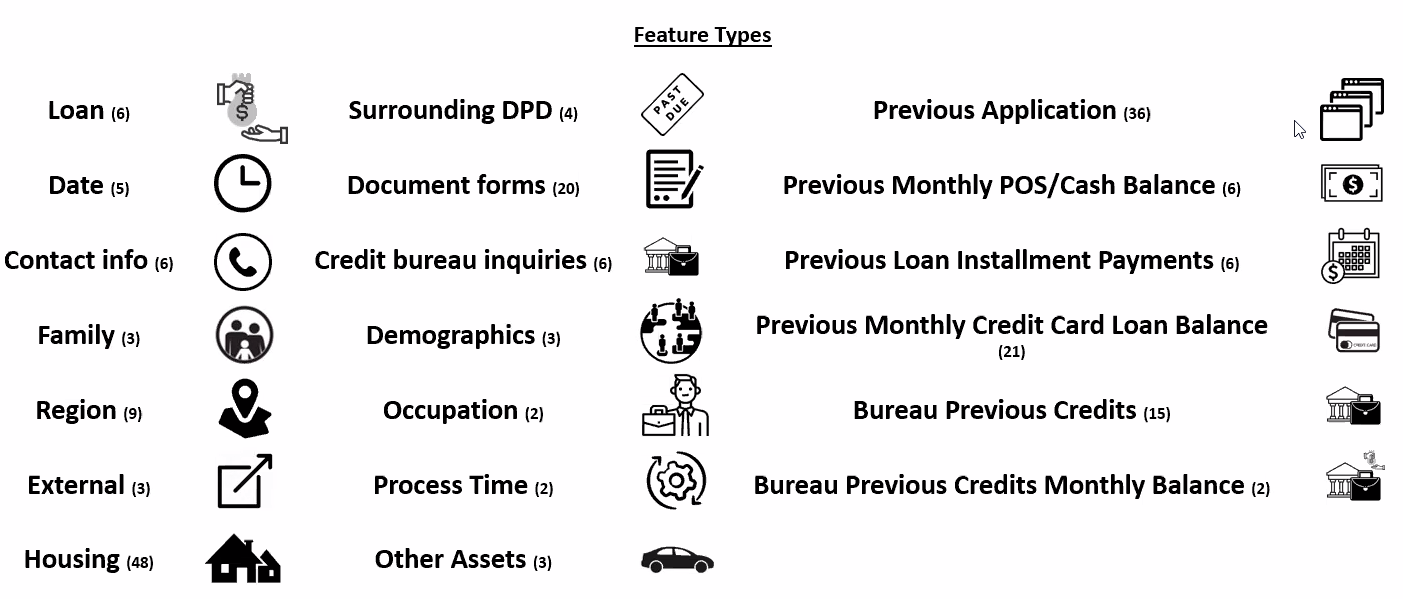 Feature Types
Loan (6)
Date (5)
Contact info (6)
Family (3)
Region (9)
External (3)
Housing (48)
Surrounding DPD (4)
PAST
DUE
Document forms (20)
Credit bureau inquiries (6)
Demographics (3)
Occupation (2)
Process Time (2)
Other Assets (3)
Previous Application (36)
Previous Monthly POS/Cash Balance (6)
Previous Loan Installment Payments (6)
Previous Monthly Credit Card Loan Balance
(21)
CREDIT CARD
Bureau Previous Credits (15)
Bureau Previous Credits Monthly Balance (2)